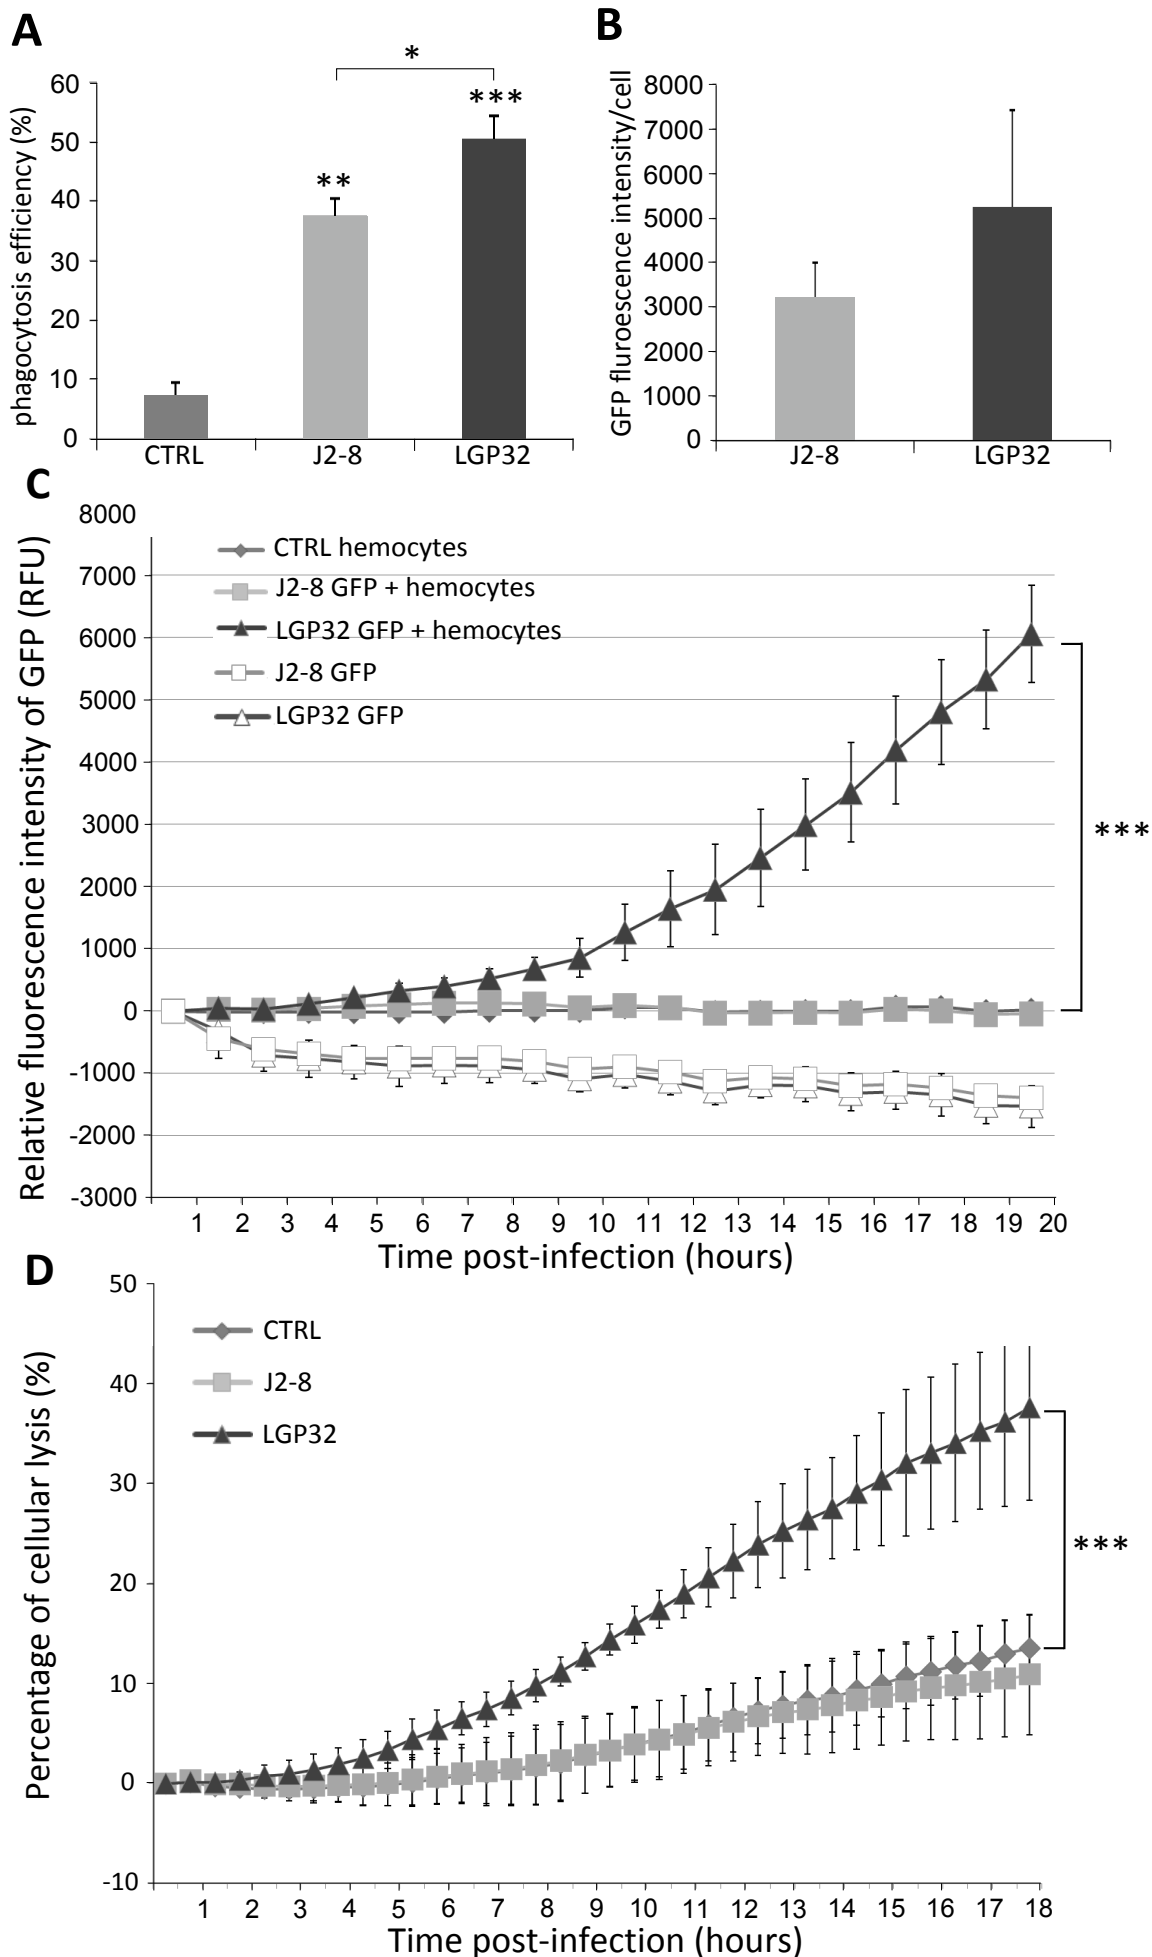 A
phagocytosis efficiency (%)
60
50
40
30
20
10
0
*
**
***
CTRL
J2-8
LGP32
B
GFP fluroescence intensity/cell
8000
7000
6000
5000
4000
3000
2000
1000
0
J2-8
LGP32
C
Relative fluorescence intensity of GFP (RFU)
8000
7000
6000
5000
4000
3000
2000
1000
0
-1000
-2000
-3000
CTRL hemocytes
J2-8 GFP + hemocytes
LGP32 GFP + hemocytes
J2-8 GFP
LGP32 GFP
***
1 2 3 4 5 6 7 8 9 10 11 12 13 14 15 16 17 18 19 20
Time post-infection (hours)
D
Percentage of cellular lysis (%)
50
40
30
20
10
0
-10
CTRL
J2-8
LGP32
***
1 2 3 4 5 6 7 8 9 10 11 12 13 14 15 16 17 18
Time post-infection (hours)